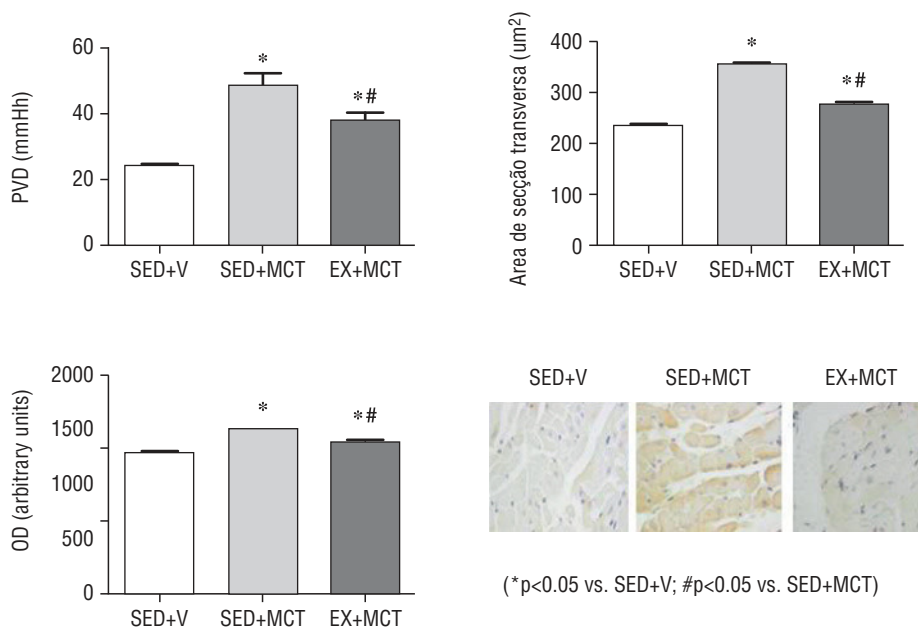 PVD (mmHh)
60
40
20
0
*
*#
SED+V SED+MCT EX+MCT
Area de secção transversa (um²)
400
300
200
100
0
*
*#
SED+V SED+MCT EX+MCT
OD (arbitrary units)
2000
1500
1000
500
0
*
*#
SED+V SED+MCT EX+MCT
SED+V SED+MCT EX+MCT
(*p<0.05 vs. SED+V; #p<0.05 vs. SED+MCT)